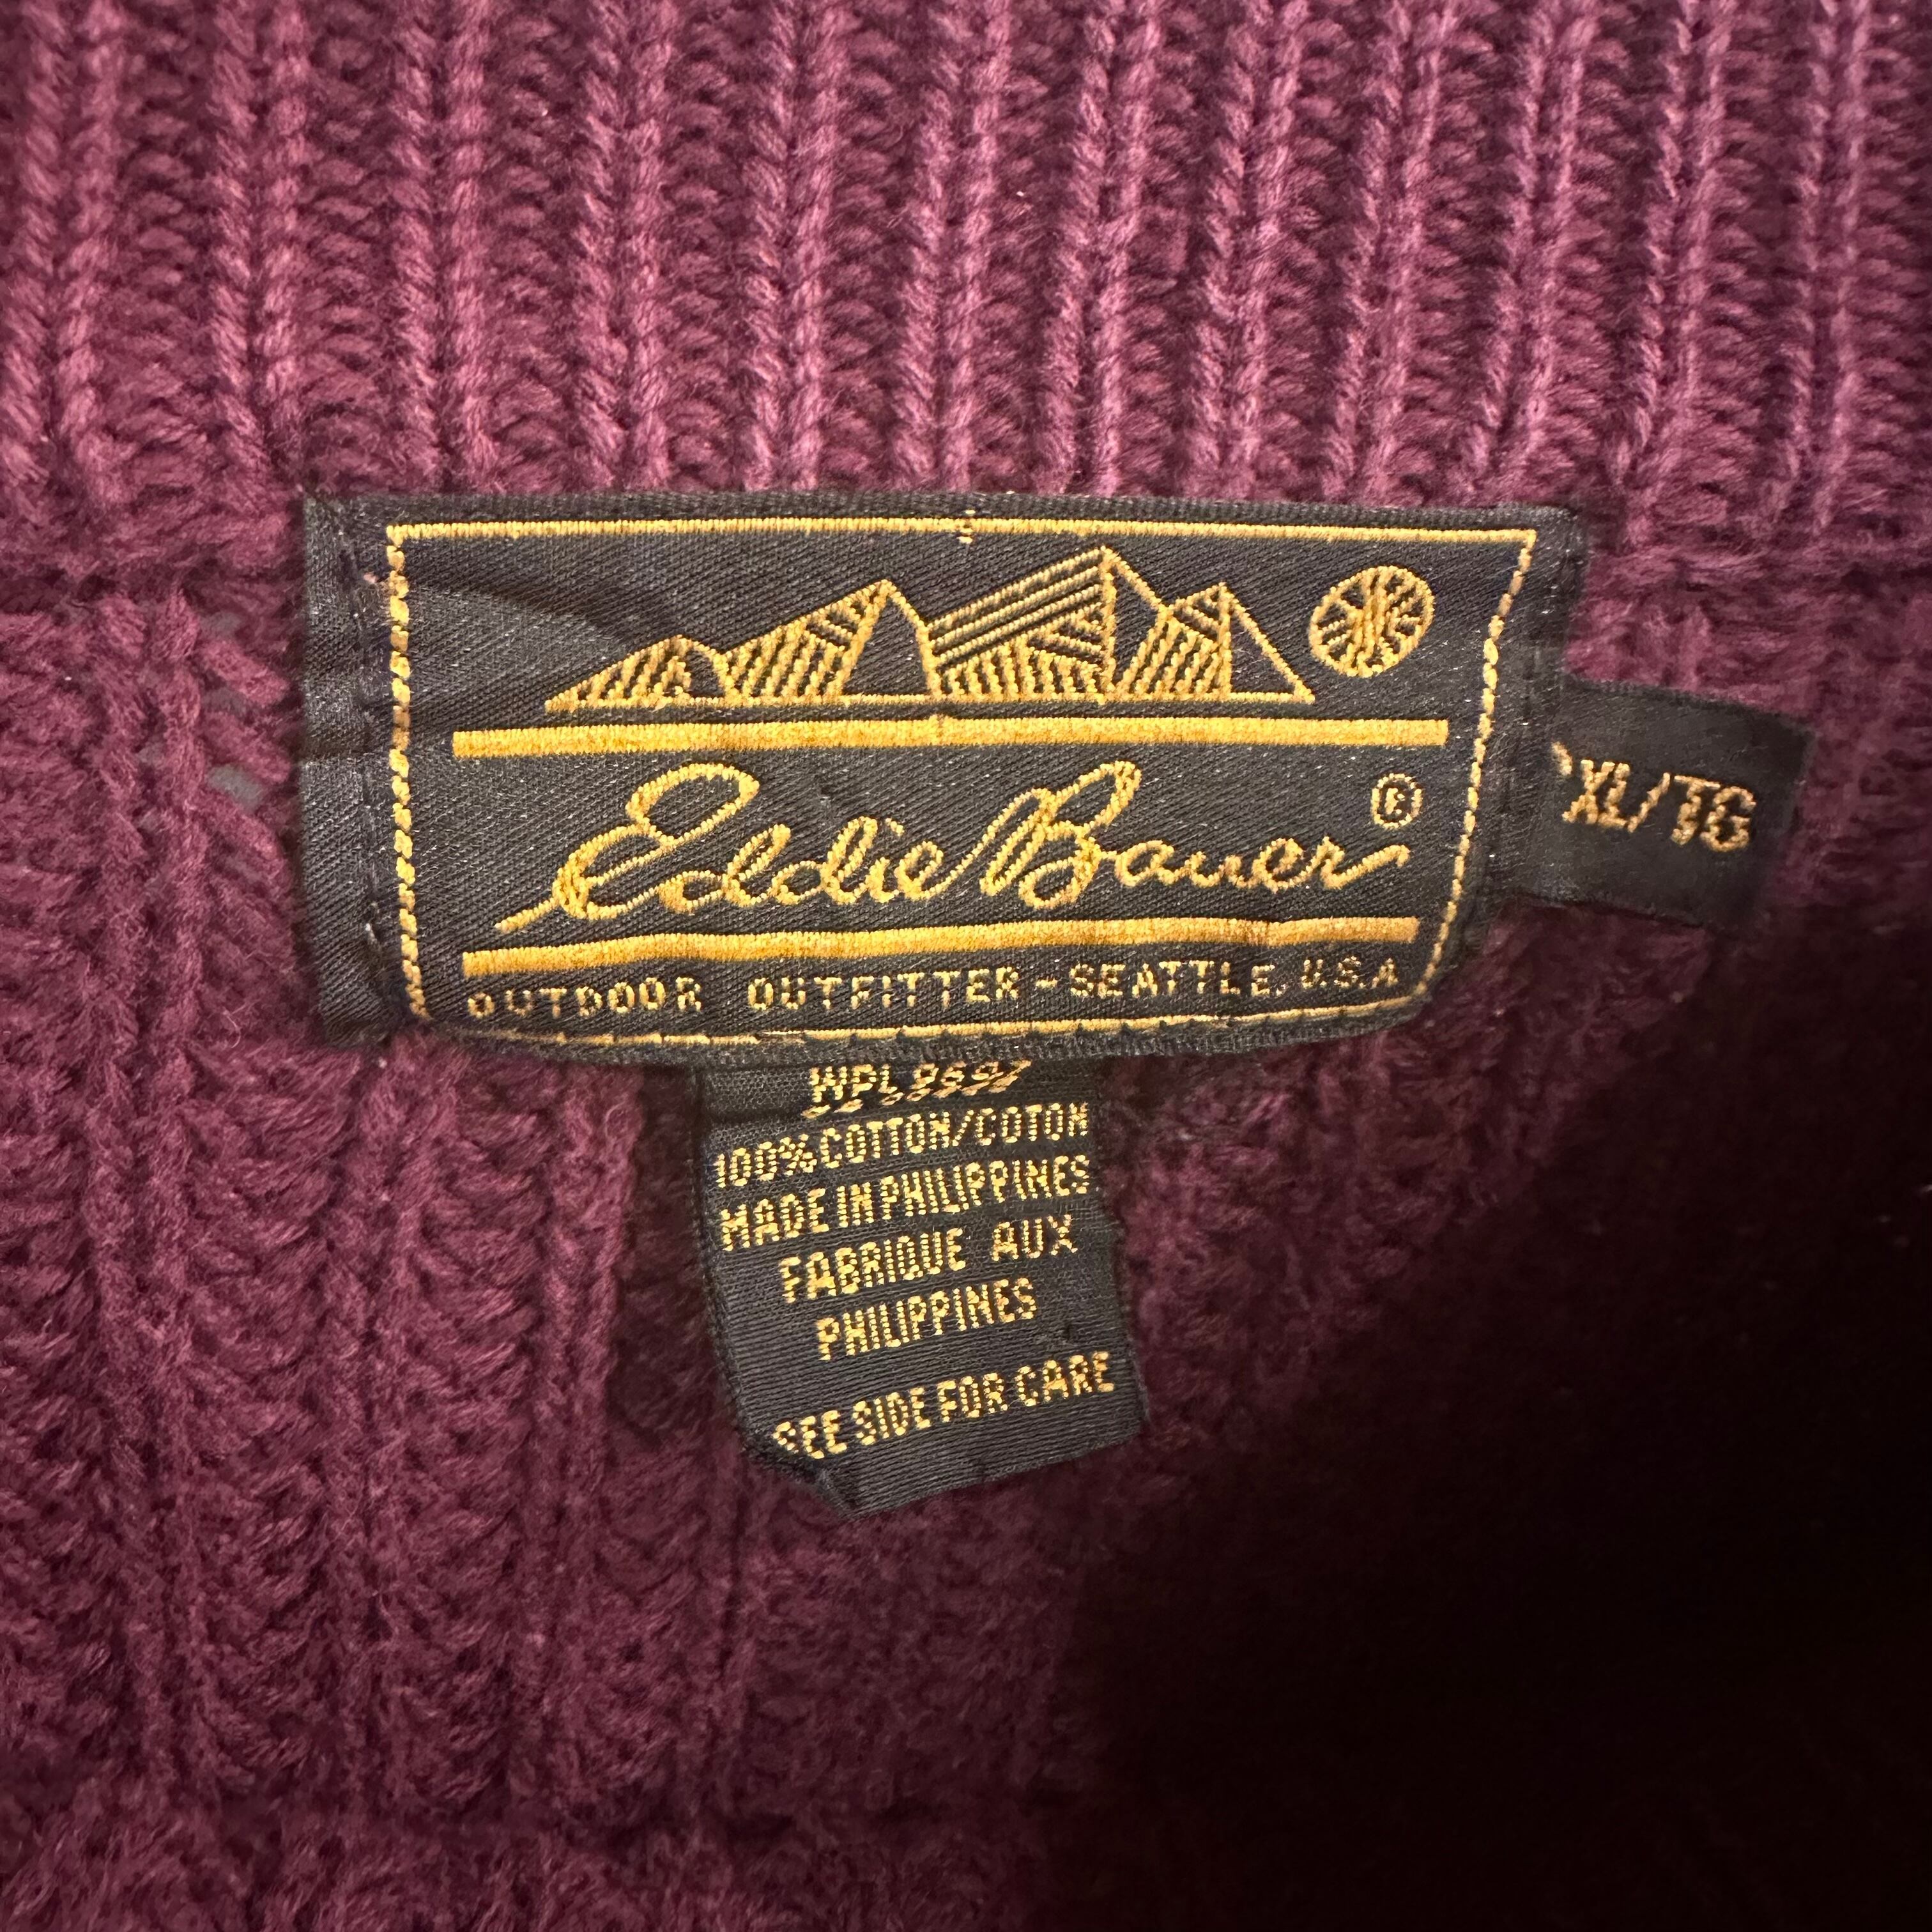 Eddie Bauer ®
OUTDOOR OUTFITTER - SEATTLE, U.S.A
XL/TG
WPL
100% COTTON/COTON
MADE IN PHILIPPINES
FABRIQUE AUX
PHILIPPINES
SEE SIDE FOR CARE